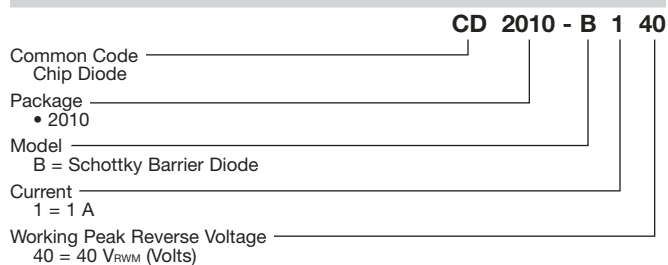 CD 2010 - B 1 40
Common Code
Chip Diode
Package
• 2010
Model
B = Schottky Barrier Diode
Current
1 = 1 A
Working Peak Reverse Voltage
40 = 40 VRWM (Volts)